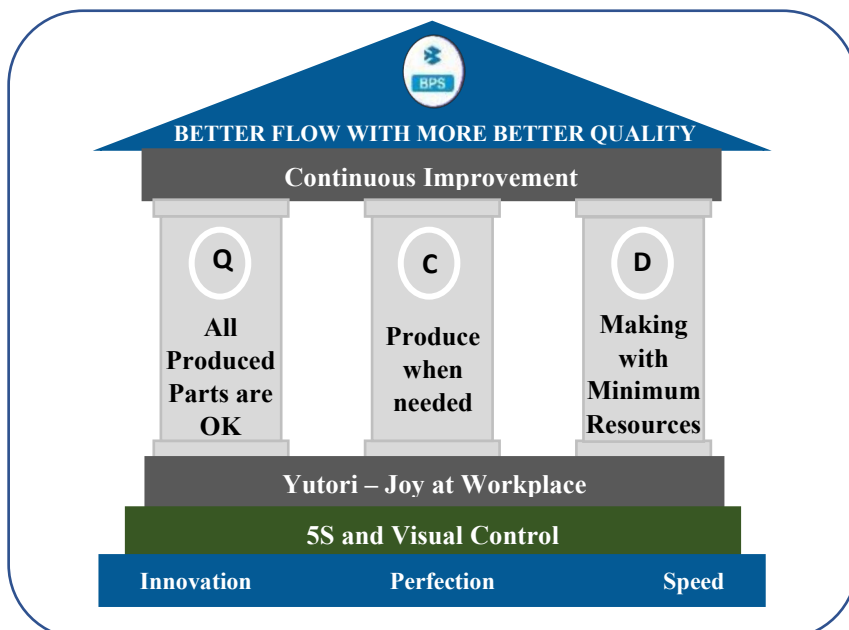 BPS
BETTER FLOW WITH MORE BETTER QUALITY
Continuous Improvement
Q
All
Produced
Parts are
OK
C
Produce
when
needed
D
Making
with
Minimum
Resources
Yutori – Joy at Workplace
5S and Visual Control
Innovation Perfection Speed